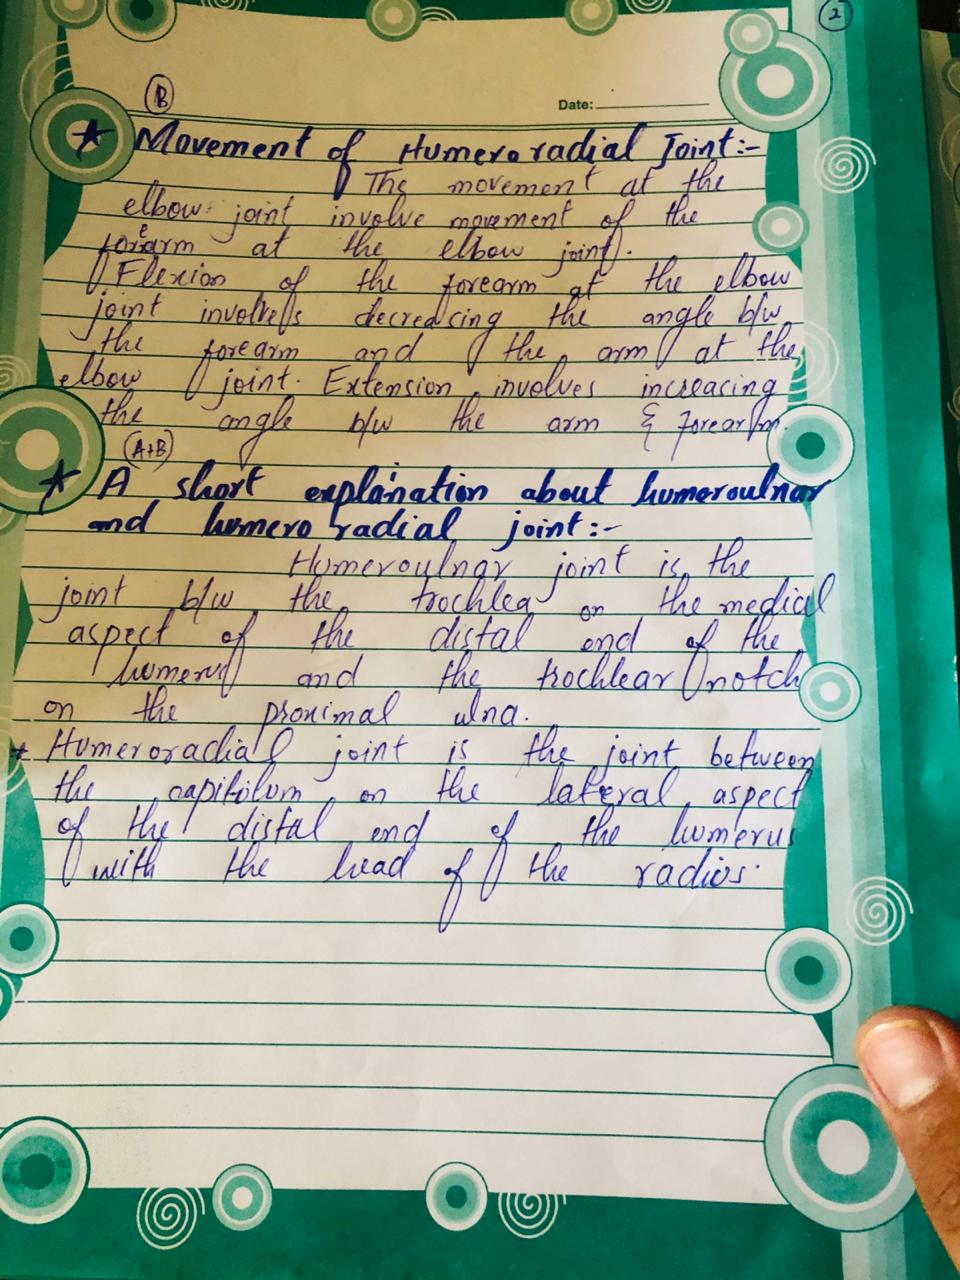 2
B
Date:
* Movement of Humero radial Joint:-
The movement at the
elbow joint involve movement of the
forearm at the elbow joint.
Flexion of the forearm at the elbow
joint involves decreasing the angle b/w
the forearm and the arm at the
elbow joint. Extension involves increasing
the angle b/w the arm & forearm.
(A+B)
* A short explanation about humeroulnar
and humero radial joint:-
Humeroulnar joint is the
joint b/w the trochlea on the medical
aspect of the distal end of the
humerus and the trochlear notch
on the proximal ulna.
* Humeroradial joint is the joint between
the capitulum on the lateral aspect
of the distal end of the humerus
with the head of the radius.